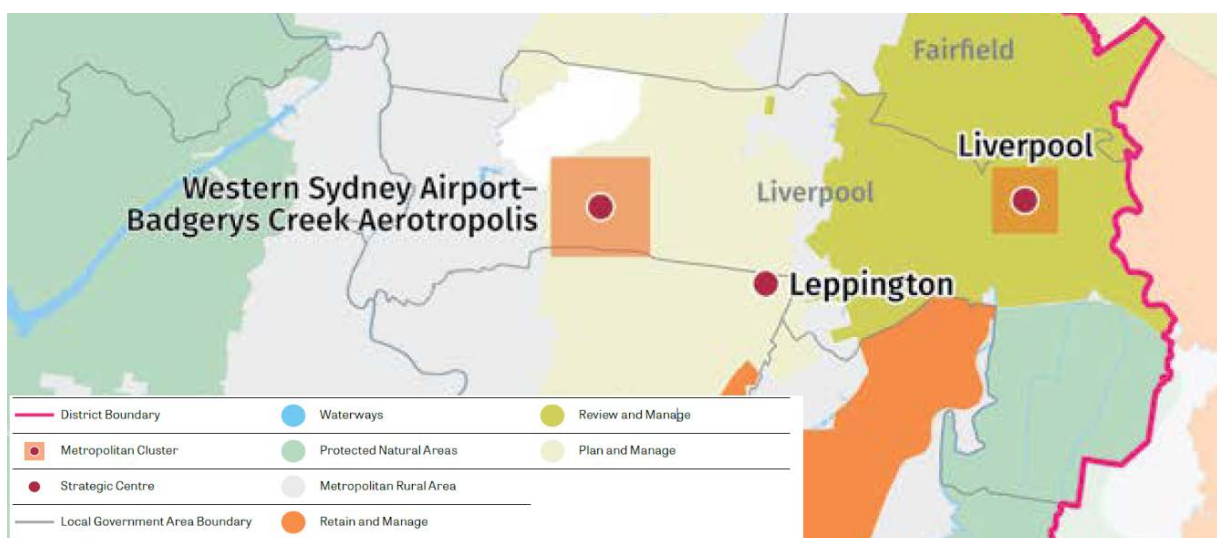 Fairfield
Liverpool
Western Sydney Airport–
Badgerys Creek Aerotropolis
Liverpool
Leppington
District Boundary
Waterways
Review and Manage
Metropolitan Cluster
Protected Natural Areas
Plan and Manage
Strategic Centre
Metropolitan Rural Area
Local Government Area Boundary
Retain and Manage